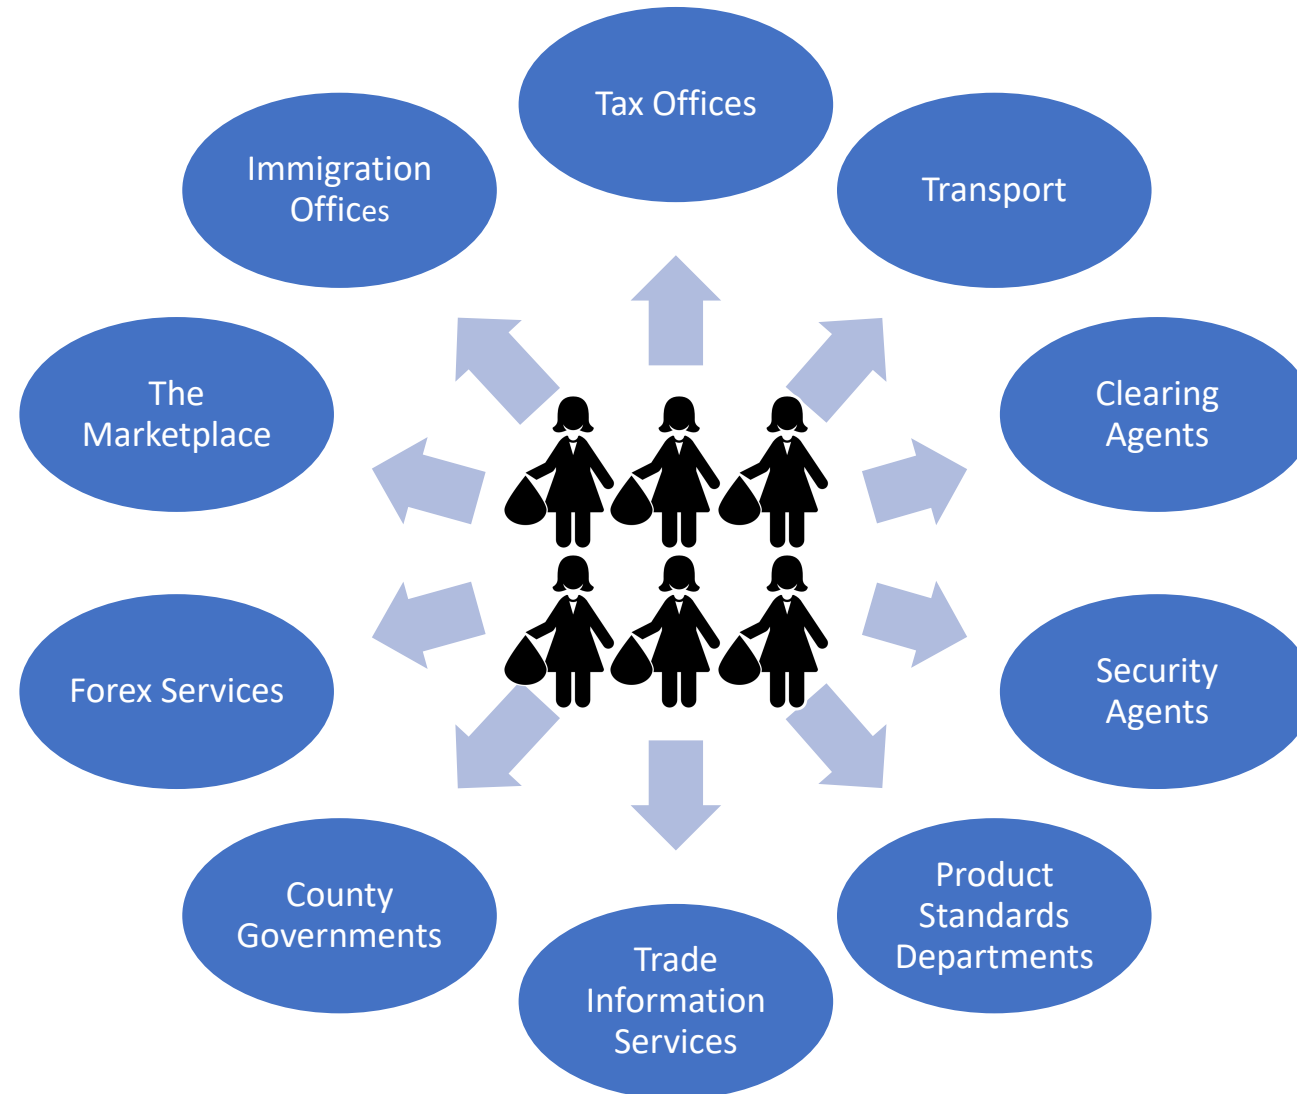 Tax Offices
Transport
Clearing
Agents
Security
Agents
Product
Standards
Departments
Trade
Information
Services
County
Governments
Forex Services
The
Marketplace
Immigration
Offices